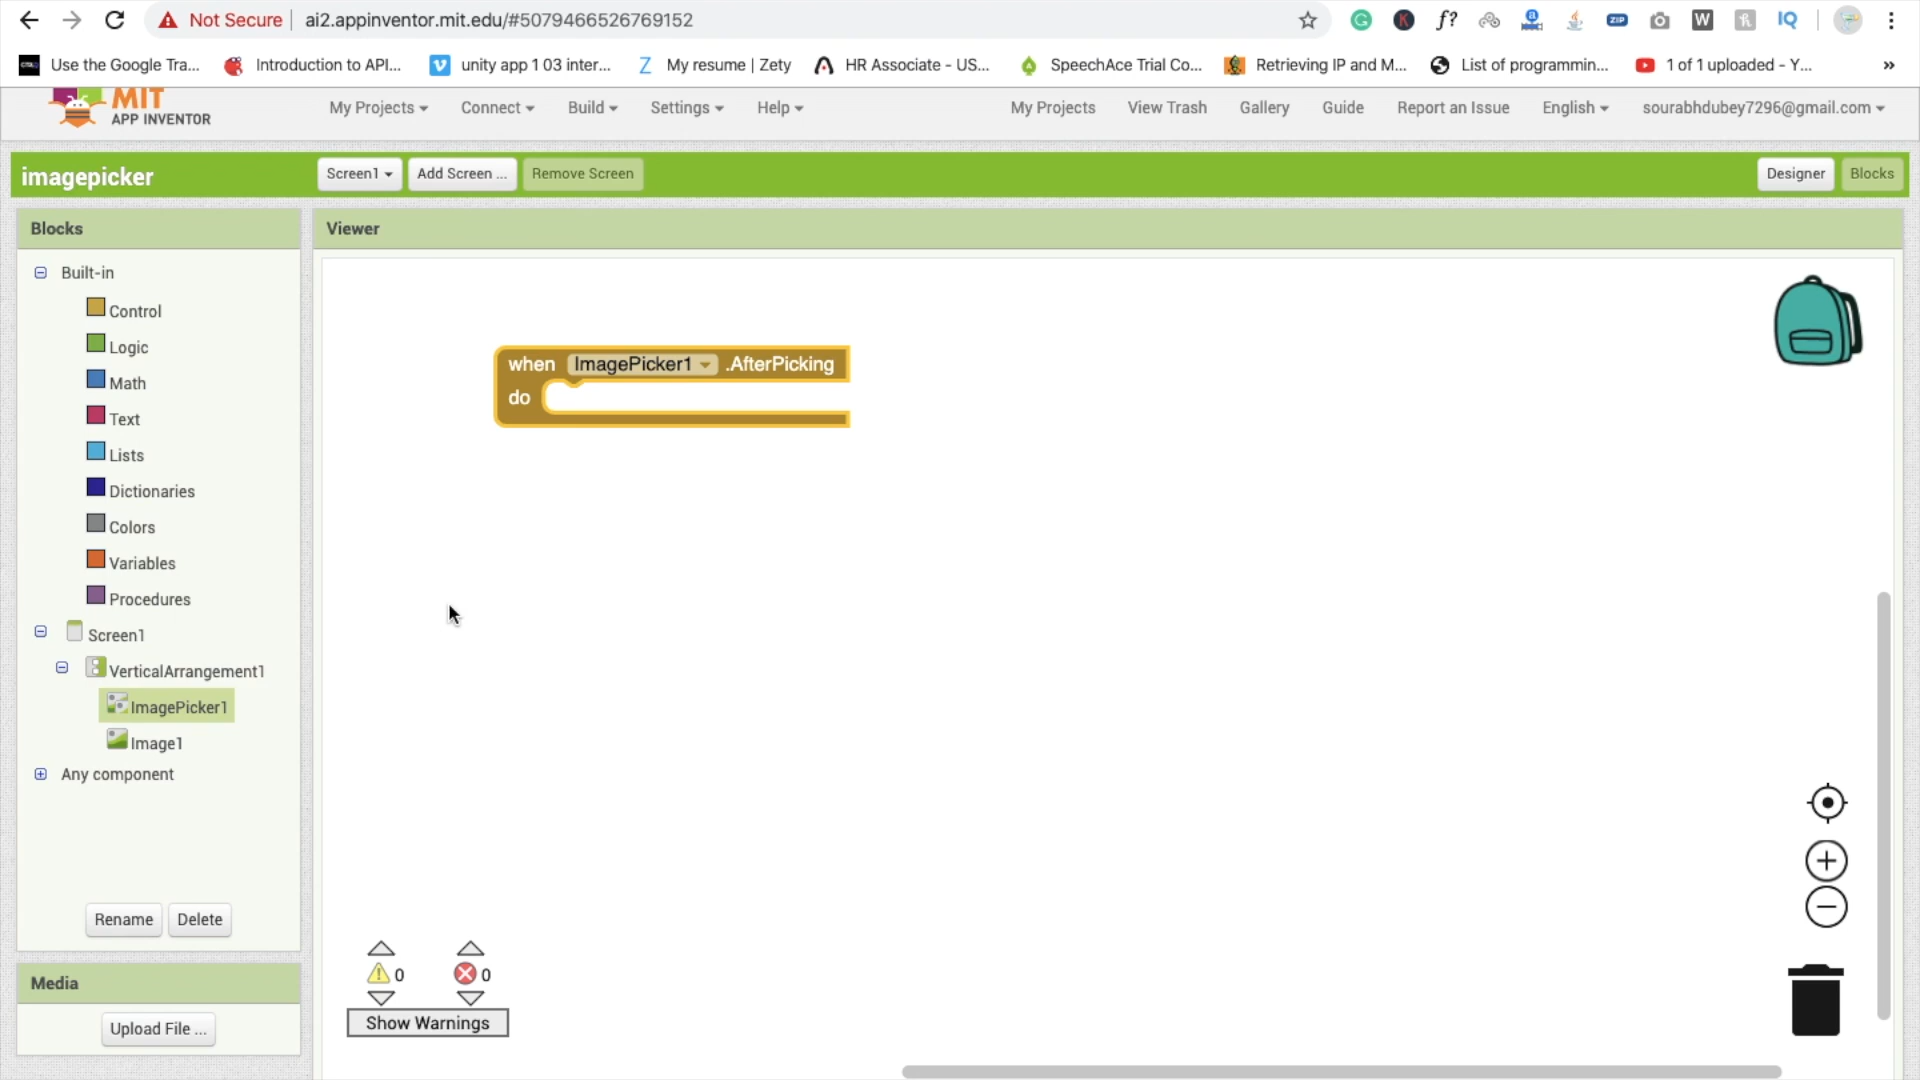 Not Secure ai2.appinventor.mit.edu/#5079466526769152
Use the Google Tra... Introduction to API... unity app 1 03 inter... My resume | Zety HR Associate - US... SpeechAce Trial Co... Retrieving IP and M... List of programmin... 1 of 1 uploaded - Y... »
MIT
APP INVENTOR
My Projects Connect Build Settings Help My Projects View Trash Gallery Guide Report an Issue English sourabhdubey7296@gmail.com
imagepicker Screen1 Add Screen ... Remove Screen Designer Blocks
Blocks
Viewer
Built-in
Control
Logic
Math
Text
Lists
Dictionaries
Colors
Variables
Procedures
Screen1
VerticalArrangement1
ImagePicker1
Image1
Any component
Rename Delete
Media
Upload File ...
when ImagePicker1 .AfterPicking
do
0 0
Show Warnings